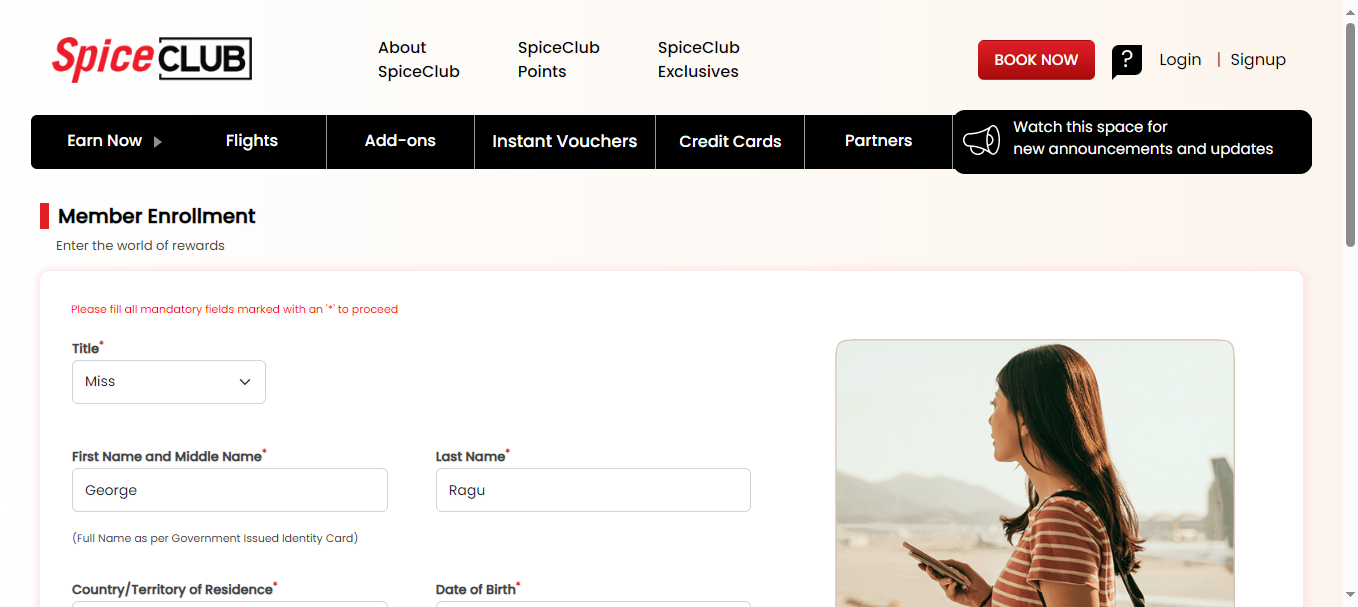 Spice CLUB
About
SpiceClub
SpiceClub
Points
SpiceClub
Exclusives
BOOK NOW
?
Login | Signup
Earn Now
Flights
Add-ons
Instant Vouchers
Credit Cards
Partners
Watch this space for
new announcements and updates
Member Enrollment
Enter the world of rewards
Please fill all mandatory fields marked with an '*' to proceed
Title*
Miss
First Name and Middle Name*
Last Name*
George
Ragu
(Full Name as per Government Issued Identity Card)
Country/Territory of Residence*
Date of Birth*